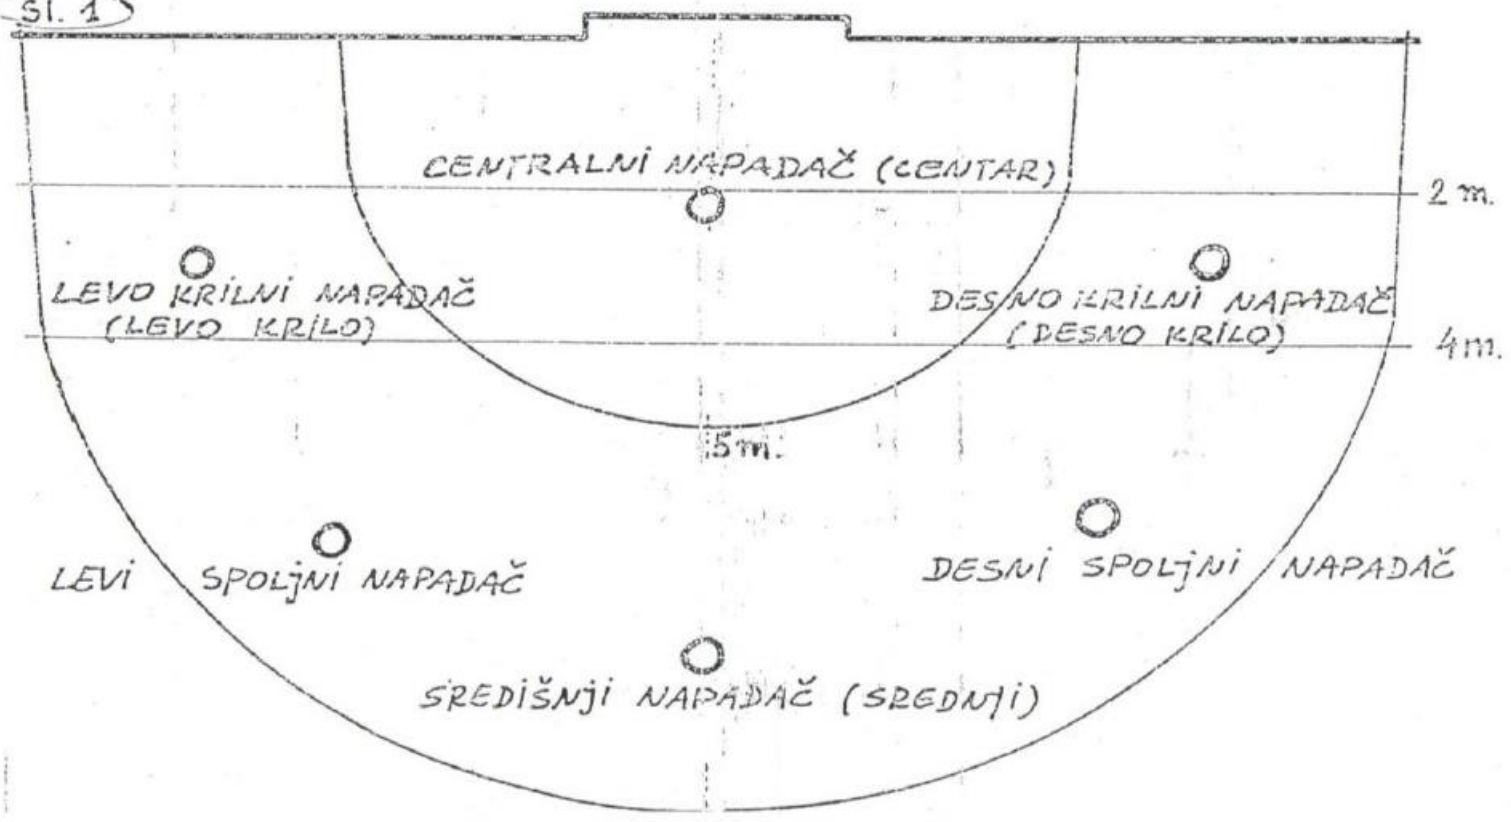 Sl. 1
CENTRALNI NAPADAČ (CENTAR)
2 m.
LEVO KRILNI NAPADAČ
(LEVO KRILO)
DESNO KRILNI NAPADAČ
(DESNO KRILO)
4 m.
5 m.
LEVI SPOLJNI NAPADAČ
DESNI SPOLJNI NAPADAČ
SREDIŠNJI NAPADAČ (SREDNJI)